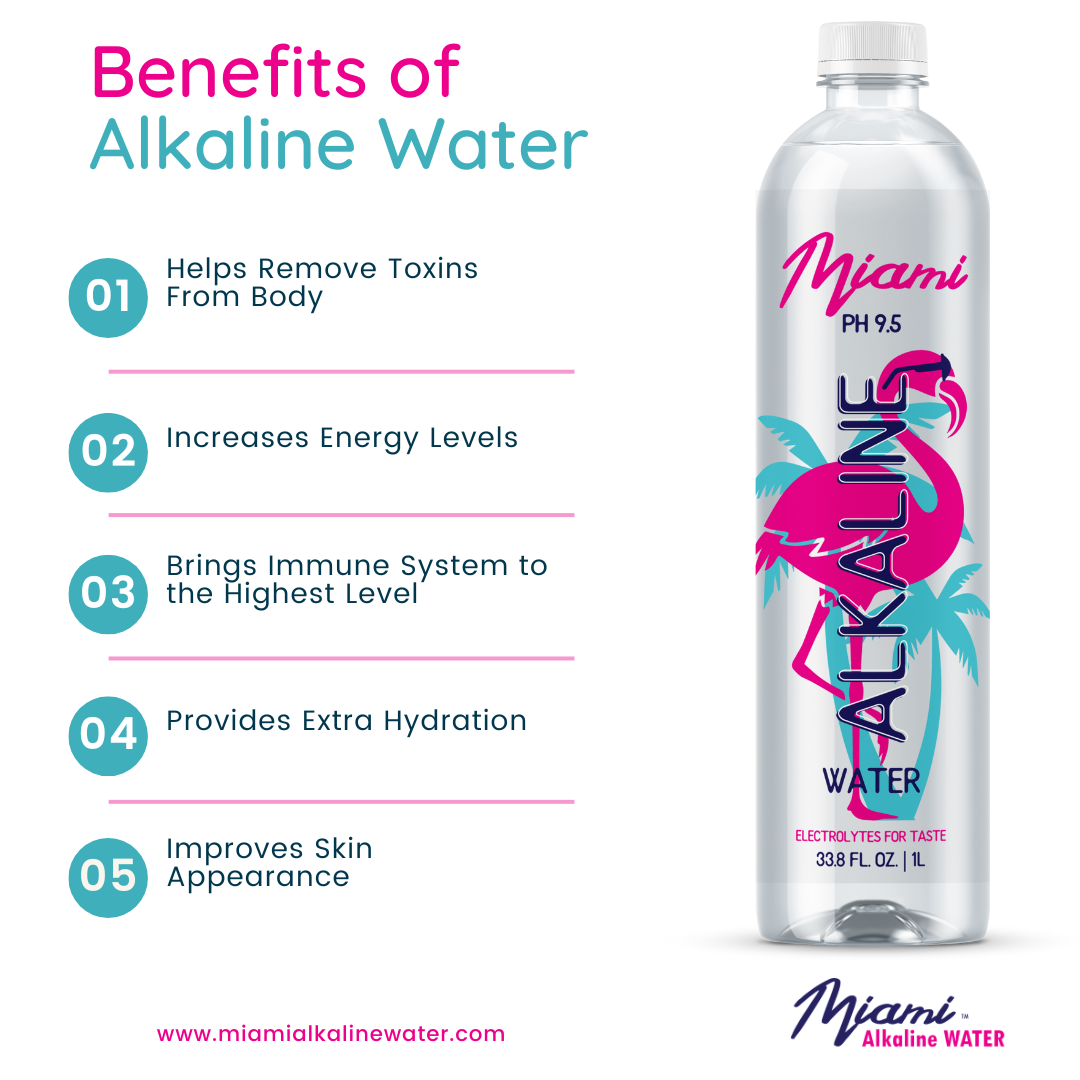 Benefits of
Alkaline Water
01
Helps Remove Toxins
From Body
02
Increases Energy Levels
03
Brings Immune System to
the Highest Level
04
Provides Extra Hydration
05
Improves Skin
Appearance
www.miamialkalinewater.com
Miami
PH 9.5
ALKALINE
WATER
ELECTROLYTES FOR TASTE
33.8 FL. OZ. | 1L
Miami ™
Alkaline WATER